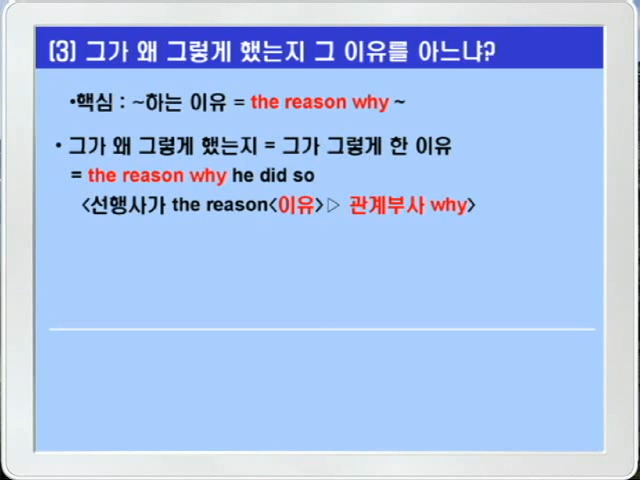 (3) 그가 왜 그렇게 했는지 그 이유를 아느냐?
•핵심 : ~하는 이유 = the reason why ~
• 그가 왜 그렇게 했는지 = 그가 그렇게 한 이유
= the reason why he did so
<선행사가 the reason<이유>▷ 관계부사 why>